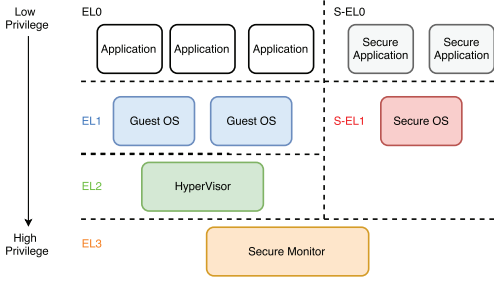 Low
Privilege
EL0
S-EL0
Application
Application
Application
Secure
Application
Secure
Application
EL1
Guest OS
Guest OS
S-EL1
Secure OS
EL2
HyperVisor
High
Privilege
EL3
Secure Monitor